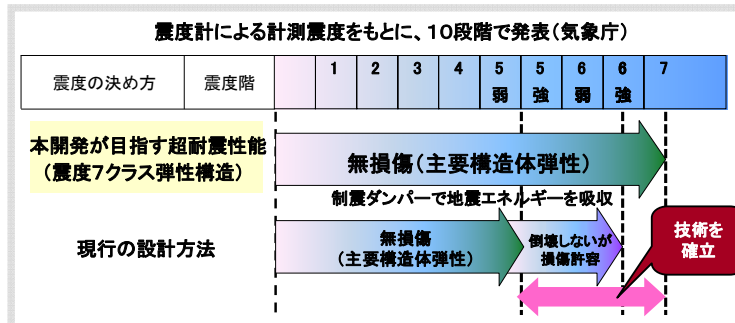 震度計による計測震度をもとに、10段階で発表(気象庁)
震度の決め方 震度階 1 2 3 4 5弱 5強 6弱 6強 7
本開発が目指す超耐震性能
(震度7クラス弾性構造)
無損傷(主要構造体弾性)
制震ダンパーで地震エネルギーを吸収
現行の設計方法
無損傷
(主要構造体弾性)
倒壊しないが
損傷許容
技術を
確立